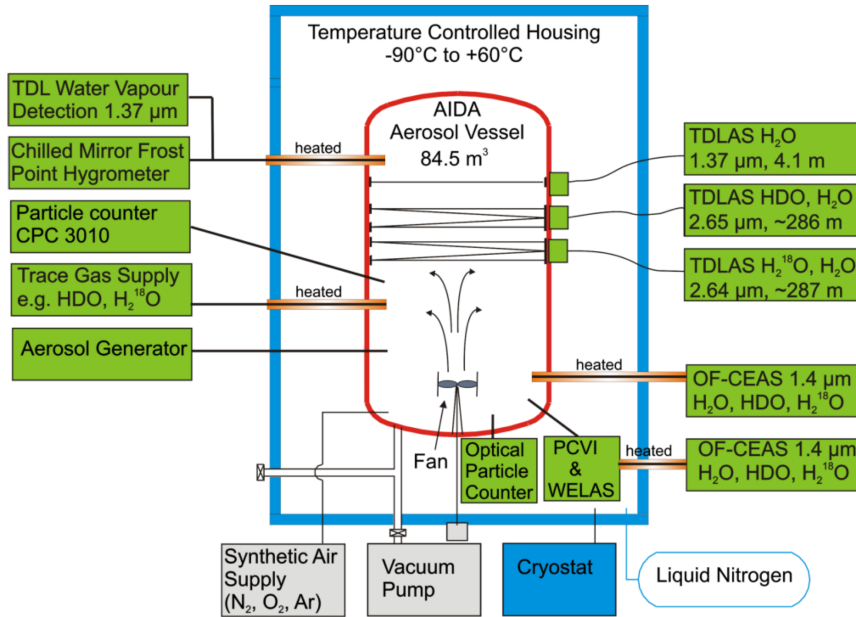 Temperature Controlled Housing
-90°C to +60°C
AIDA
Aerosol Vessel
84.5 m³
TDL Water Vapour
Detection 1.37 µm
Chilled Mirror Frost
Point Hygrometer
heated
Particle counter
CPC 3010
Trace Gas Supply
e.g. HDO, H₂¹⁸O
heated
Aerosol Generator
TDLAS H₂O
1.37 µm, 4.1 m
TDLAS HDO, H₂O
2.65 µm, ~286 m
TDLAS H₂¹⁸O, H₂O
2.64 µm, ~287 m
heated
OF-CEAS 1.4 µm
H₂O, HDO, H₂¹⁸O
heated
OF-CEAS 1.4 µm
H₂O, HDO, H₂¹⁸O
Fan
Optical
Particle
Counter
PCVI
&
WELAS
Synthetic Air
Supply
(N₂, O₂, Ar)
Vacuum
Pump
Cryostat
Liquid Nitrogen